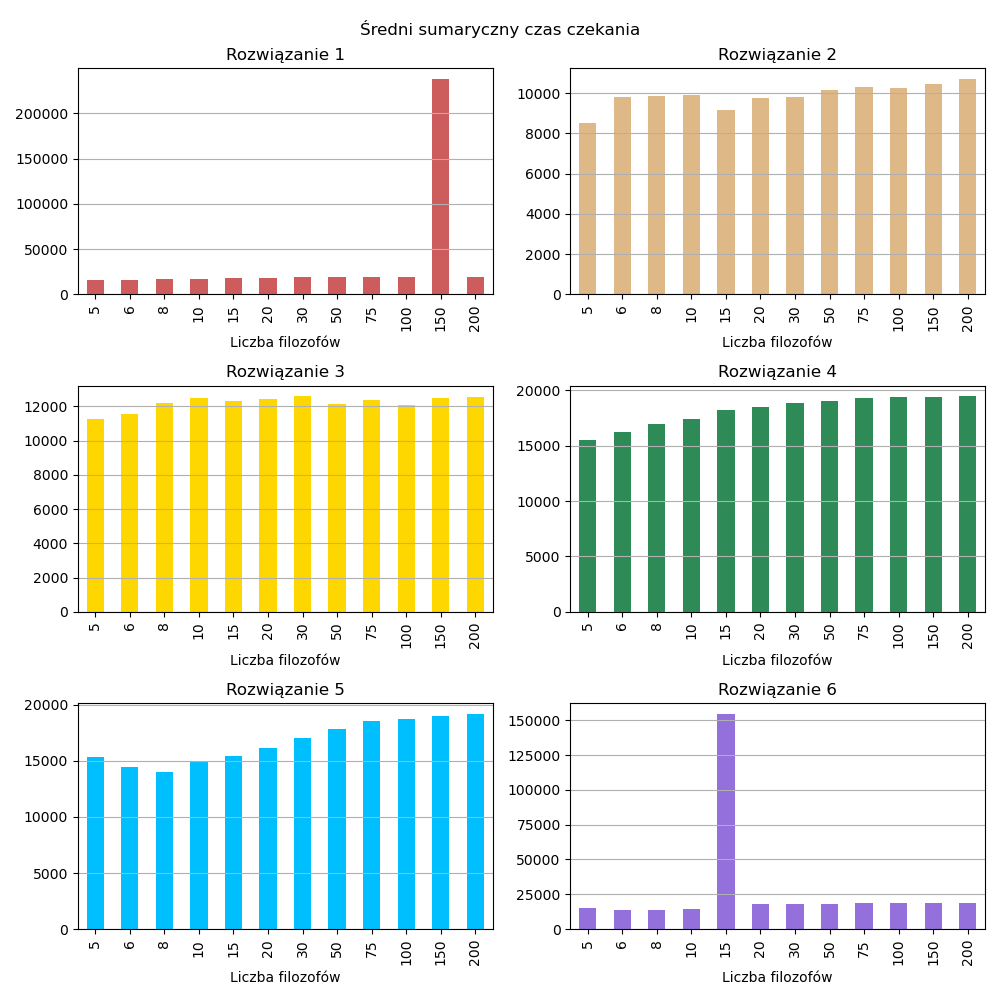 Średni sumaryczny czas czekania
Rozwiązanie 1
200000
150000
100000
50000
0
5 6 8 10 15 20 30 50 75 100 150 200
Liczba filozofów
Rozwiązanie 2
10000
8000
6000
4000
2000
0
5 6 8 10 15 20 30 50 75 100 150 200
Liczba filozofów
Rozwiązanie 3
12000
10000
8000
6000
4000
2000
0
5 6 8 10 15 20 30 50 75 100 150 200
Liczba filozofów
Rozwiązanie 4
20000
15000
10000
5000
0
5 6 8 10 15 20 30 50 75 100 150 200
Liczba filozofów
Rozwiązanie 5
20000
15000
10000
5000
0
5 6 8 10 15 20 30 50 75 100 150 200
Liczba filozofów
Rozwiązanie 6
150000
125000
100000
75000
50000
25000
0
5 6 8 10 15 20 30 50 75 100 150 200
Liczba filozofów